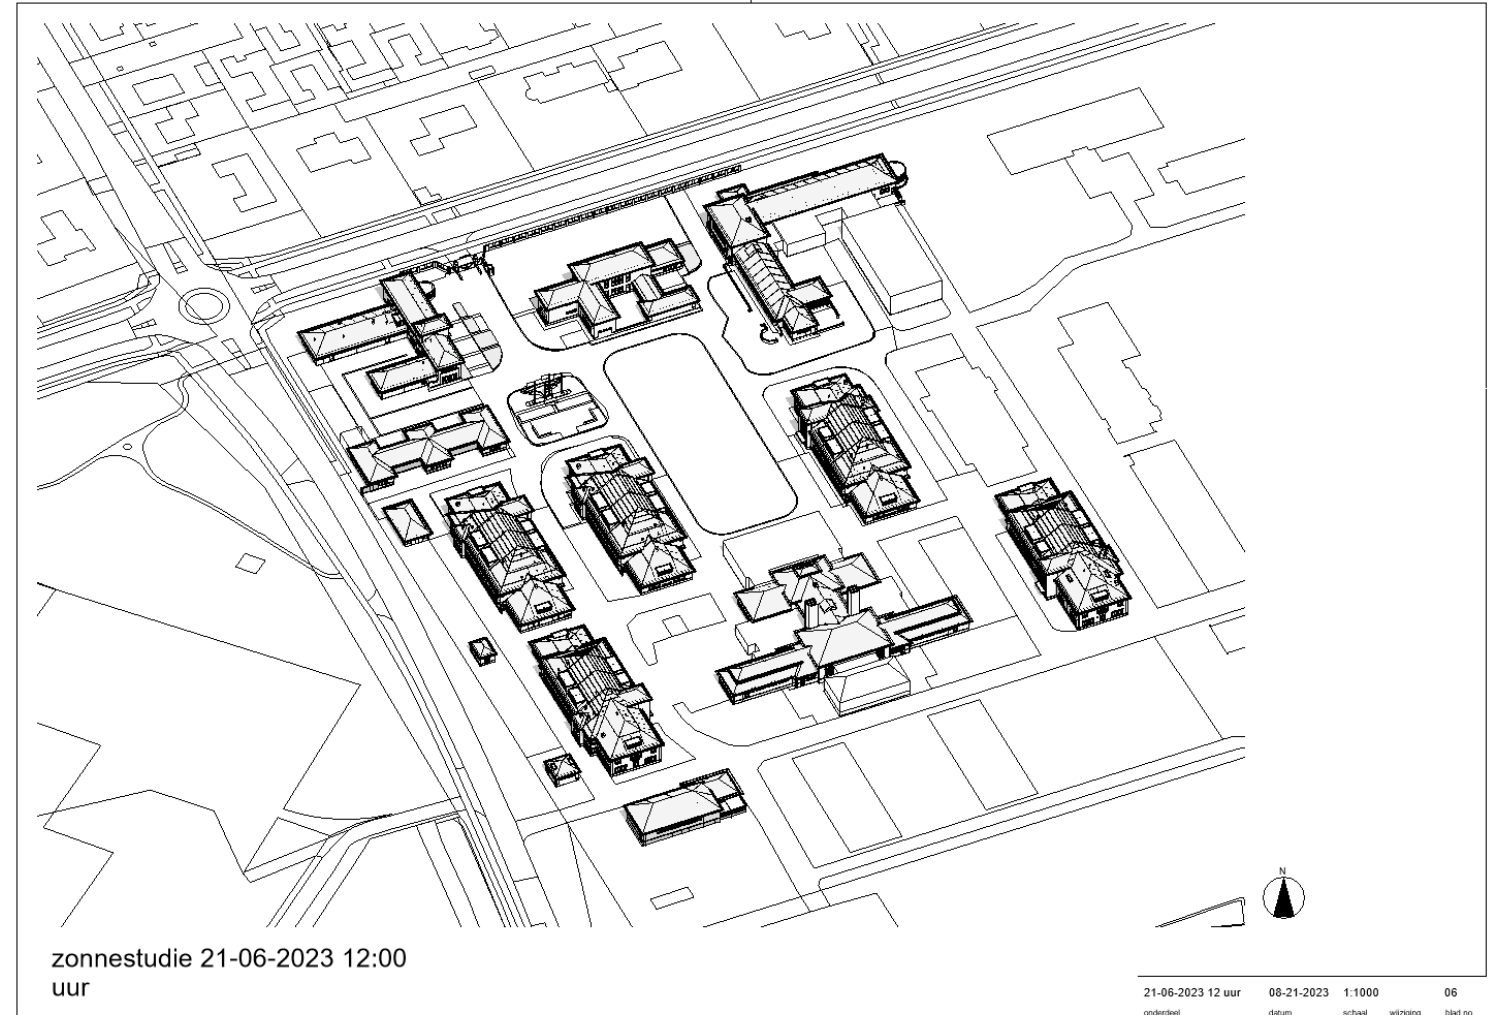 N
zonnestudie 21-06-2023 12:00
uur
21-06-2023 12 uur 08-21-2023 1:1000 06
onderdeel datum schaal wijziging blad no